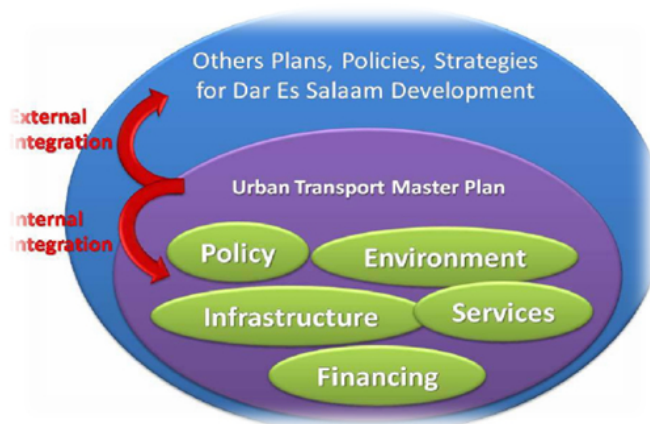 Others Plans, Policies, Strategies
for Dar Es Salaam Development
External
Integration
Urban Transport Master Plan
Internal
Integration
Policy
Environment
Infrastructure
Services
Financing